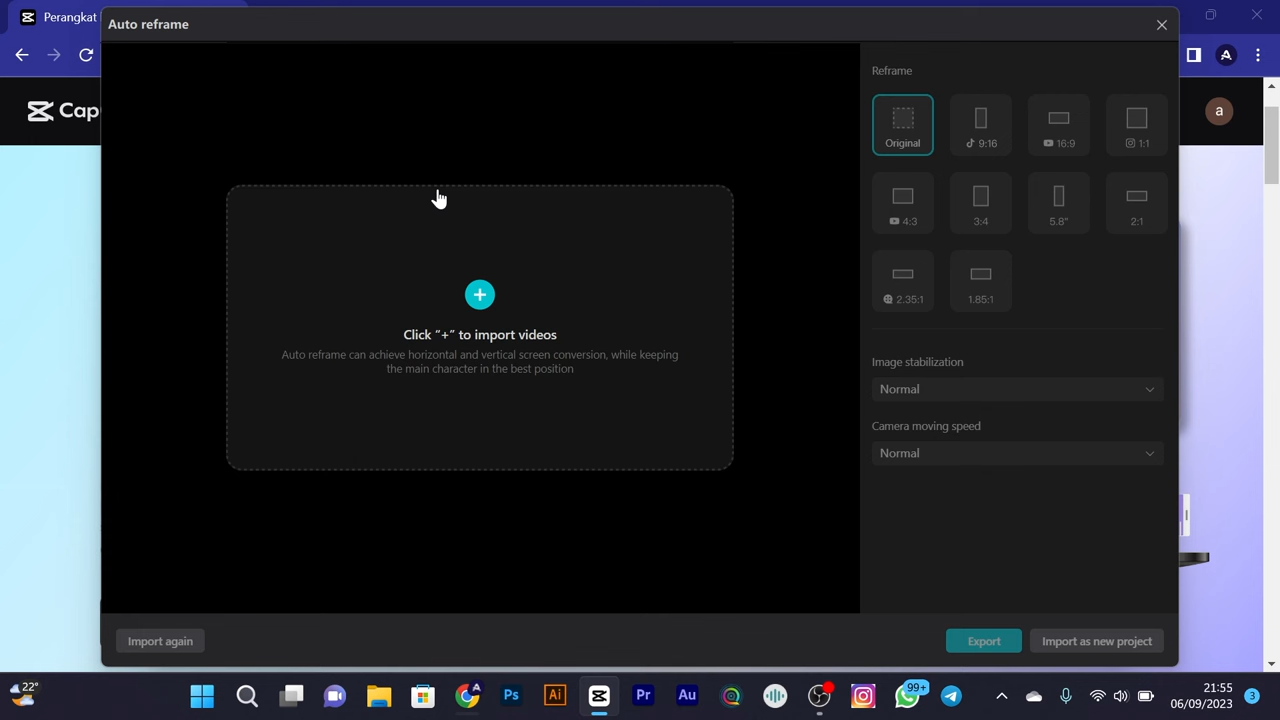 Perangkat
Auto reframe
Cap
a
Reframe
Original
9:16
16:9
1:1
4:3
3:4
5.8"
2:1
2.35:1
1.85:1
Click “+” to import videos
Auto reframe can achieve horizontal and vertical screen conversion, while keeping
the main character in the best position
Image stabilization
Normal
Camera moving speed
Normal
Import again
Export
Import as new project
22°
Ps
Ai
Pr
Au
99+
21:55
06/09/2023
3